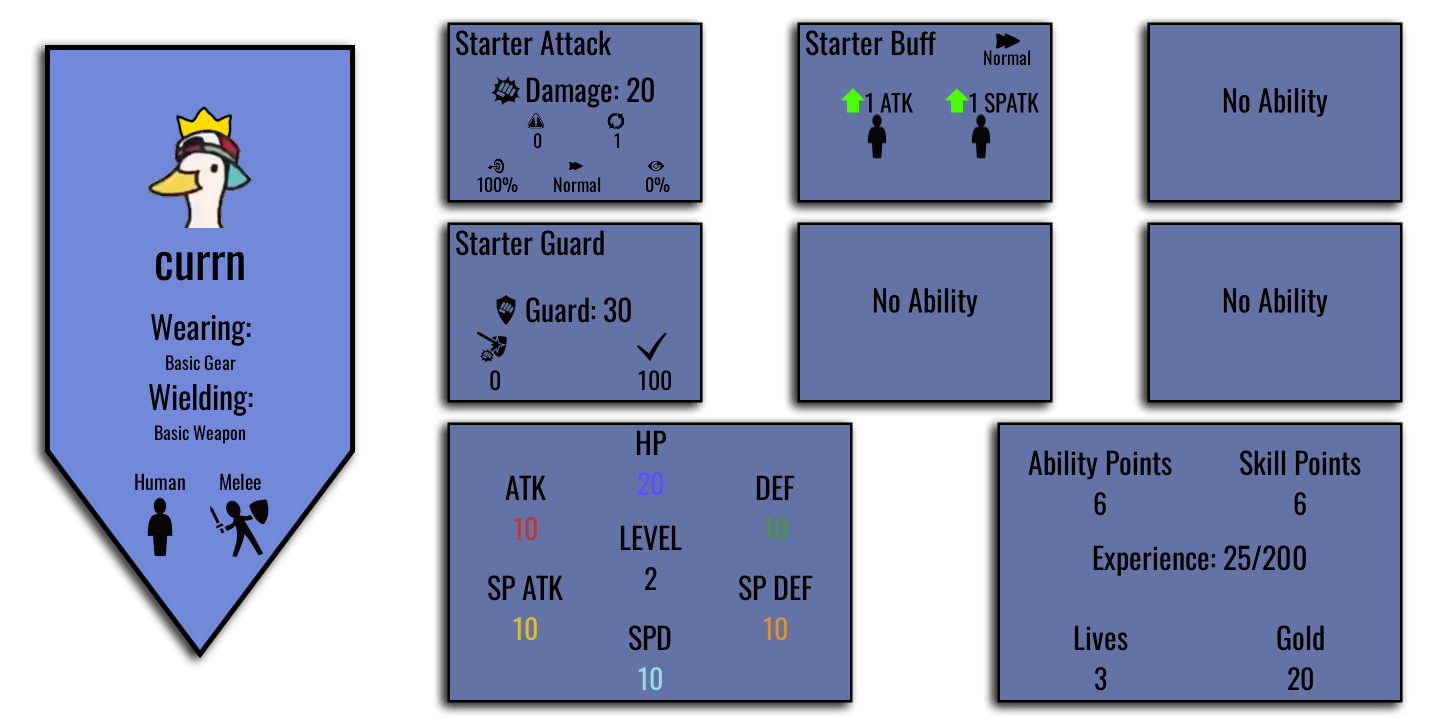 currn
Wearing:
Basic Gear
Wielding:
Basic Weapon
Human Melee
Starter Attack
Damage: 20
0 1
100% Normal 0%
Starter Buff
Normal
1 ATK 1 SPATK
No Ability
Starter Guard
Guard: 30
0 100
No Ability
No Ability
HP
20
ATK DEF
10 10
LEVEL
2
SP ATK SP DEF
10 10
SPD
10
Ability Points Skill Points
6 6
Experience: 25/200
Lives Gold
3 20